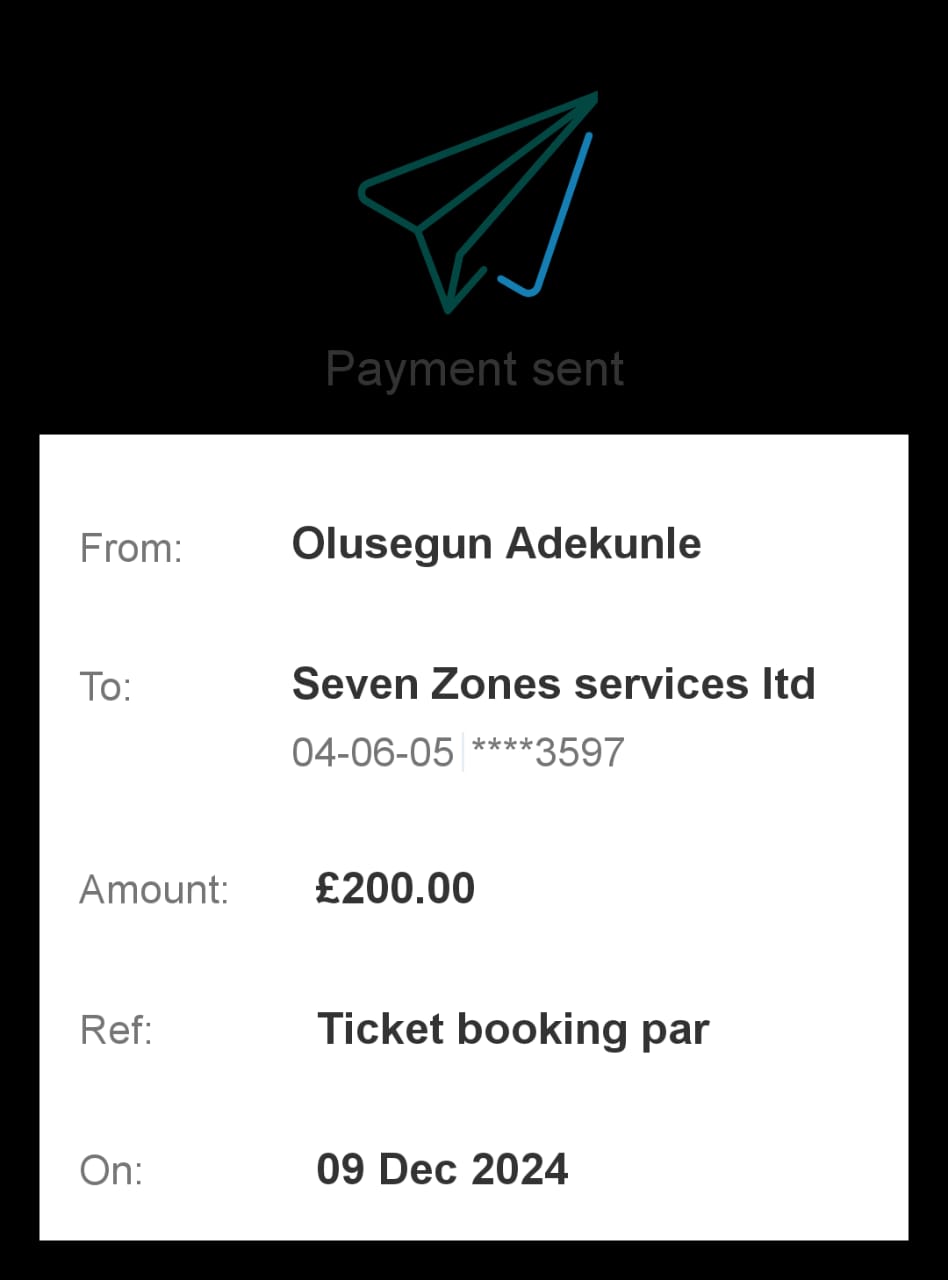 Payment sent
From: Olusegun Adekunle
To: Seven Zones services ltd
04-06-05 ****3597
Amount: £200.00
Ref: Ticket booking par
On: 09 Dec 2024